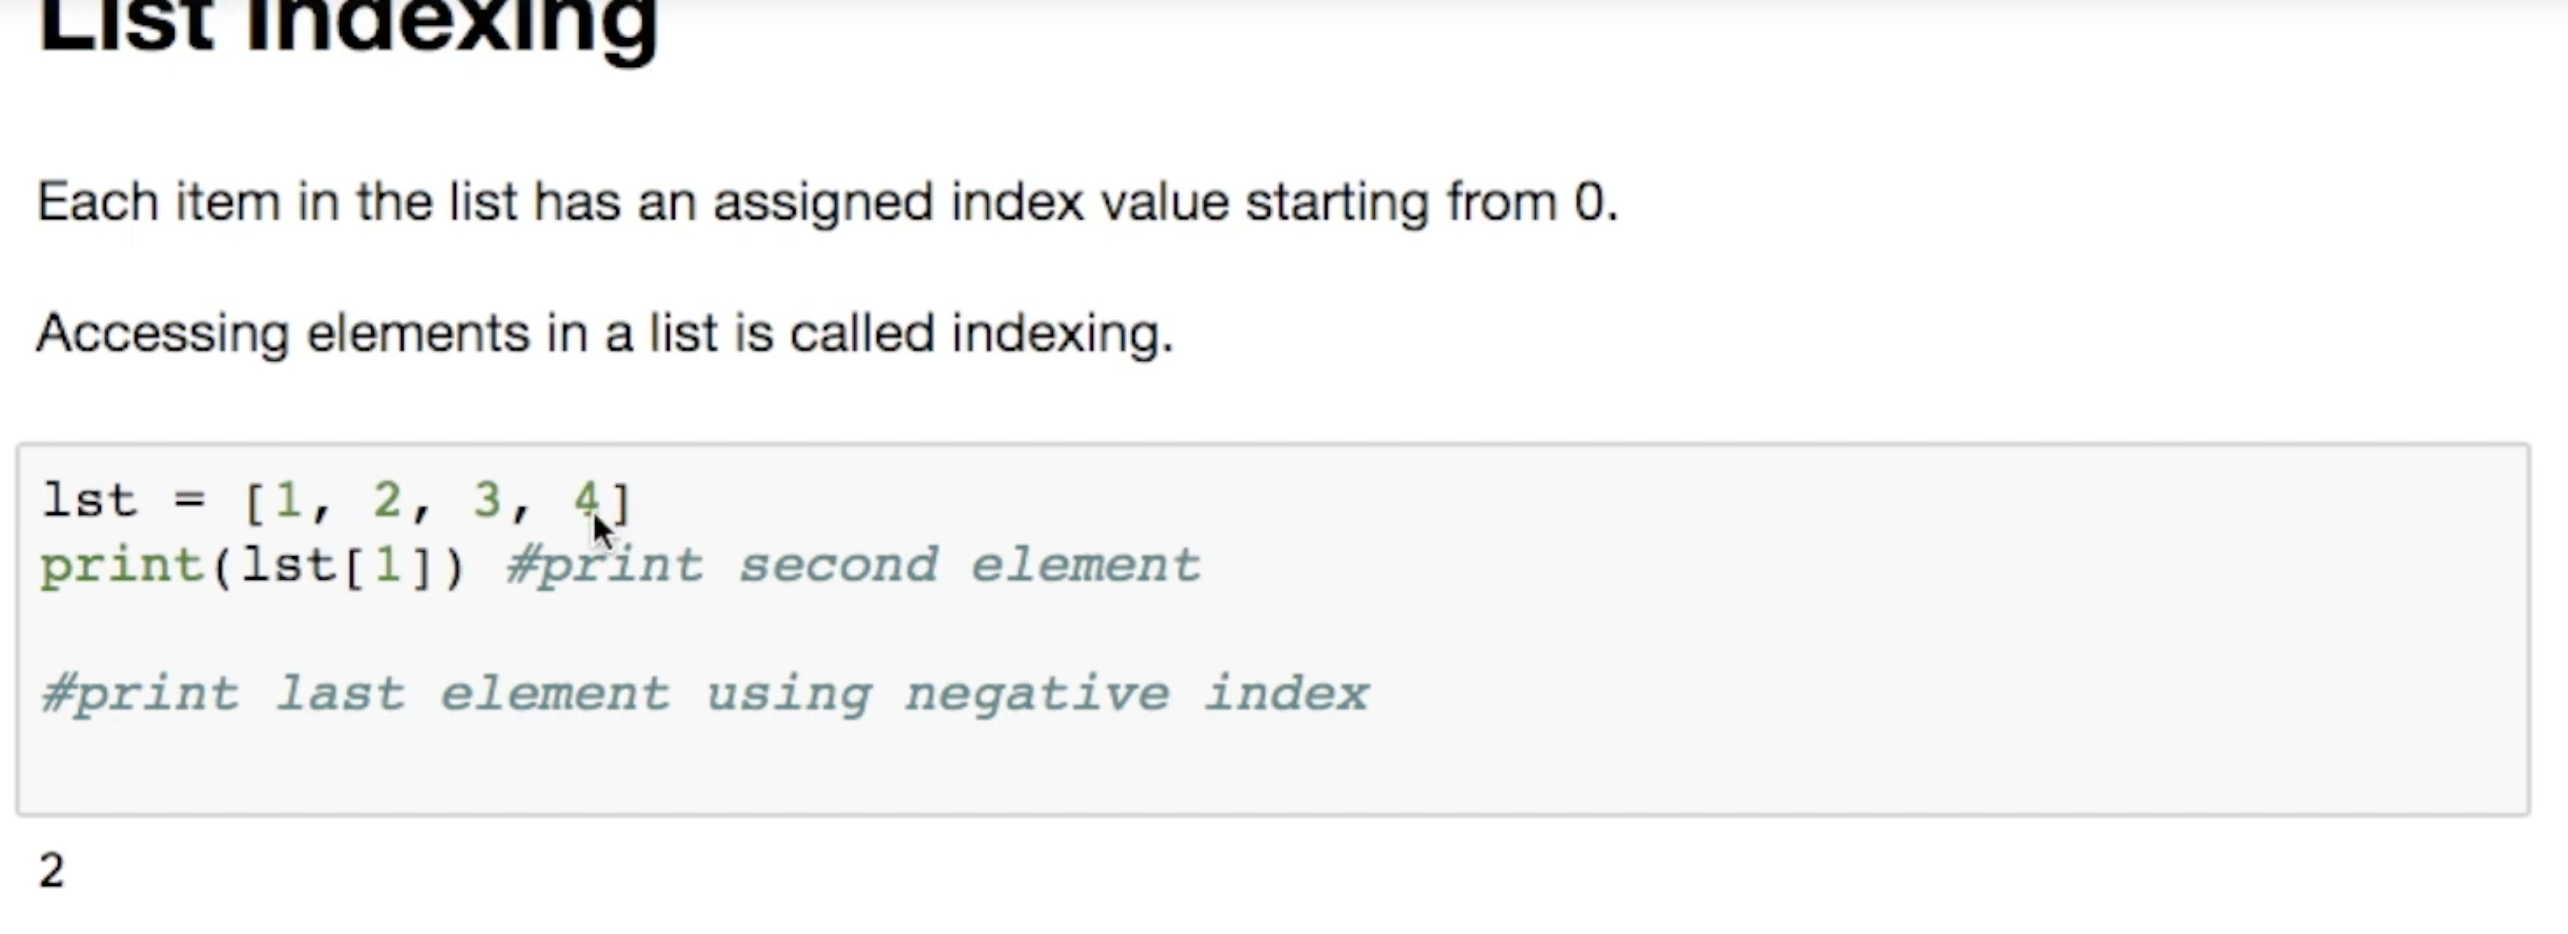 List Indexing
Each item in the list has an assigned index value starting from 0.
Accessing elements in a list is called indexing.
lst = [1, 2, 3, 4]
print(lst[1]) #print second element
#print last element using negative index
2